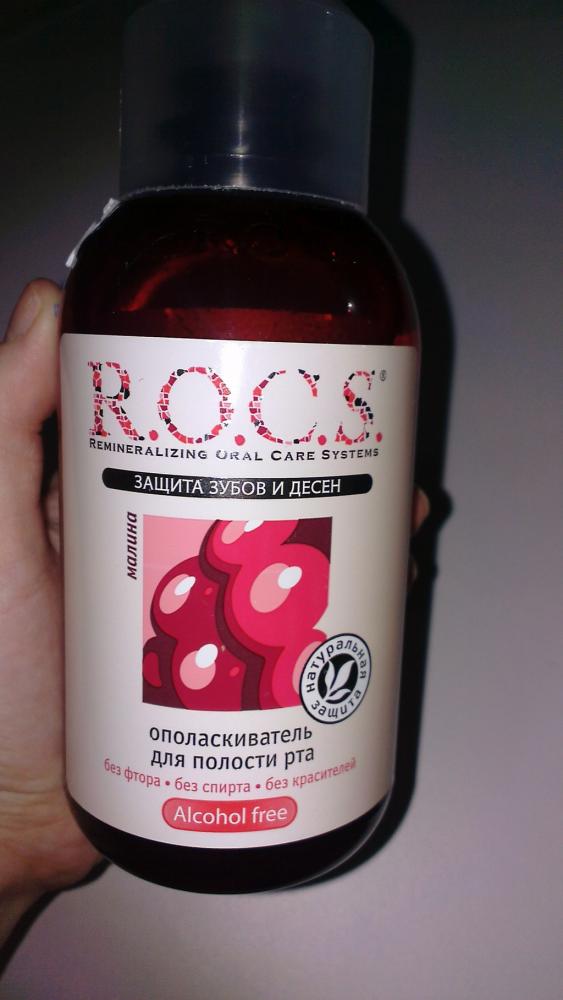 R.O.C.S.®
REMINERALIZING ORAL CARE SYSTEMS
ЗАЩИТА ЗУБОВ И ДЕСЕН
малина
натуральная
защита
ополаскиватель
для полости рта
без фтора • без спирта • без красителей
Alcohol free